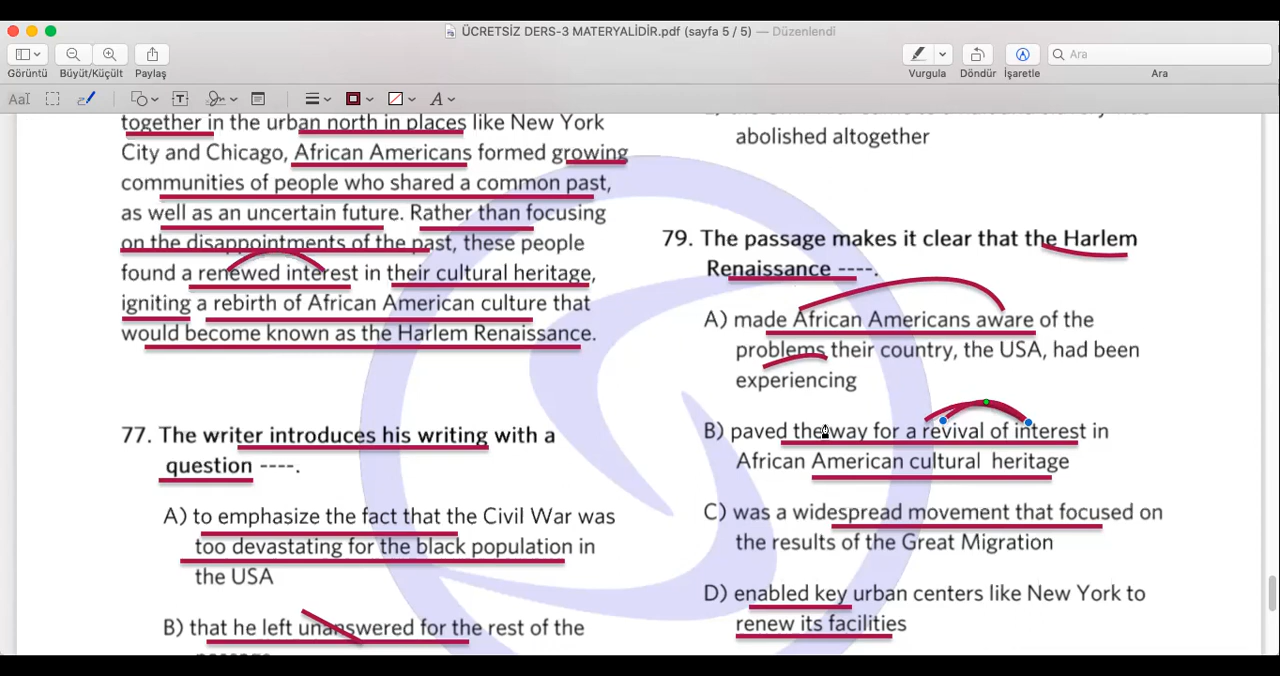 ÜCRETSİZ DERS-3 MATERYALİDİR.pdf (sayfa 5 / 5) — Düzenlendi
Görüntü
Büyüt/Küçült
Paylaş
Vurgula
Döndür
İşaretle
Ara
Ara
together in the urban north in places like New York
City and Chicago, African Americans formed growing
communities of people who shared a common past,
as well as an uncertain future. Rather than focusing
on the disappointments of the past, these people
found a renewed interest in their cultural heritage,
igniting a rebirth of African American culture that
would become known as the Harlem Renaissance.
77. The writer introduces his writing with a
question ----.
A) to emphasize the fact that the Civil War was
too devastating for the black population in
the USA
B) that he left unanswered for the rest of the
abolished altogether
79. The passage makes it clear that the Harlem
Renaissance ----.
A) made African Americans aware of the
problems their country, the USA, had been
experiencing
B) paved the way for a revival of interest in
African American cultural heritage
C) was a widespread movement that focused on
the results of the Great Migration
D) enabled key urban centers like New York to
renew its facilities